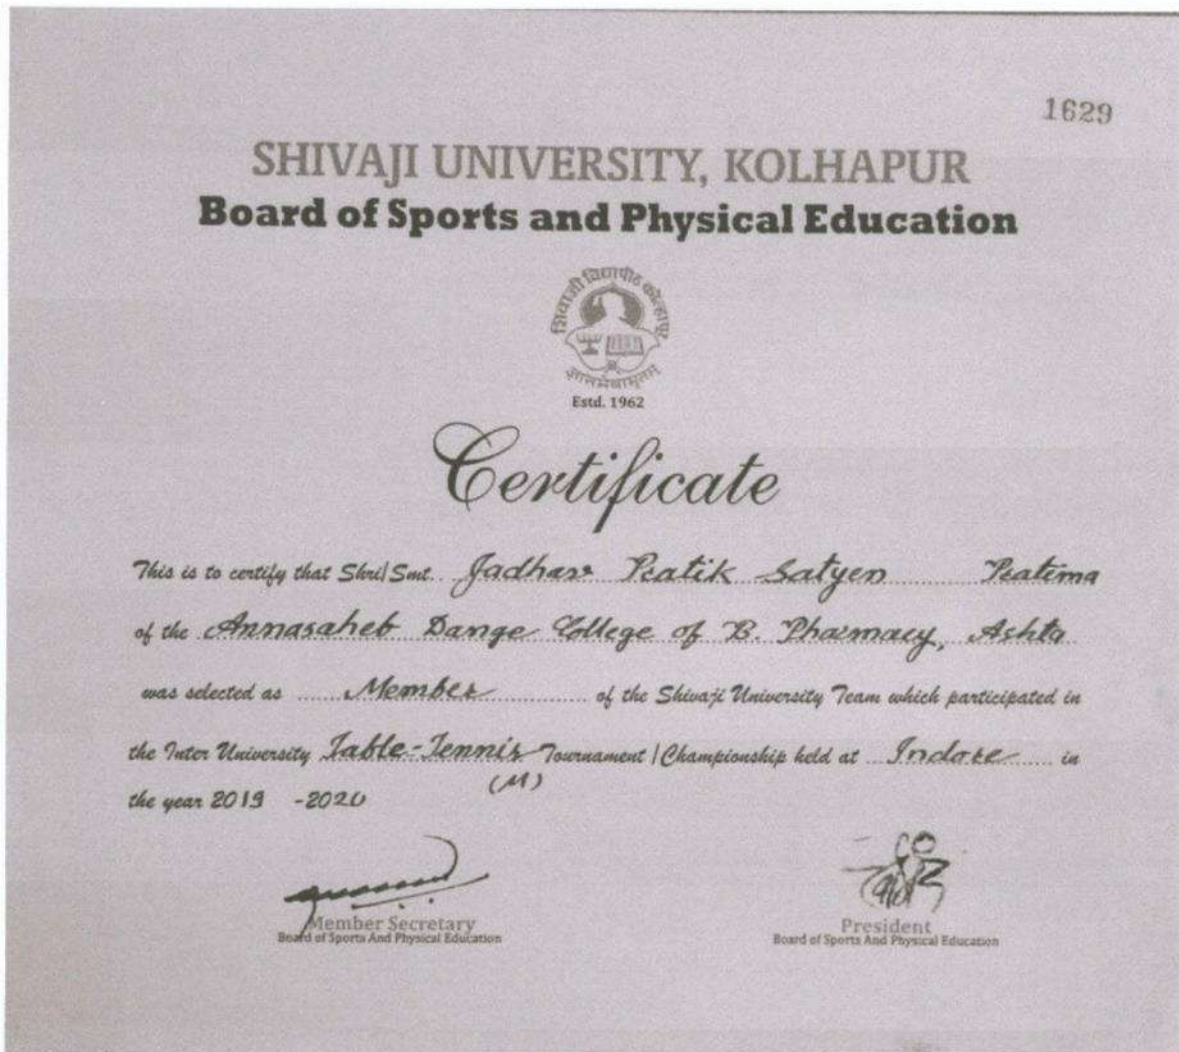 1629
SHIVAJI UNIVERSITY, KOLHAPUR
Board of Sports and Physical Education
शिवाजी विद्यापीठ कोल्हापूर
ज्ञानमेवामृतम्
Estd. 1962
Certificate
This is to certify that Shri/Smt. Jadhav Pratik Satyen Pratima
of the Annasaheb Dange College of B. Pharmacy, Ashta
was selected as Member of the Shivaji University Team which participated in
the Inter University Table-Tennis Tournament / Championship held at Indore in
(M)
the year 2019 -2020
Member Secretary
Board of Sports And Physical Education
President
Board of Sports And Physical Education